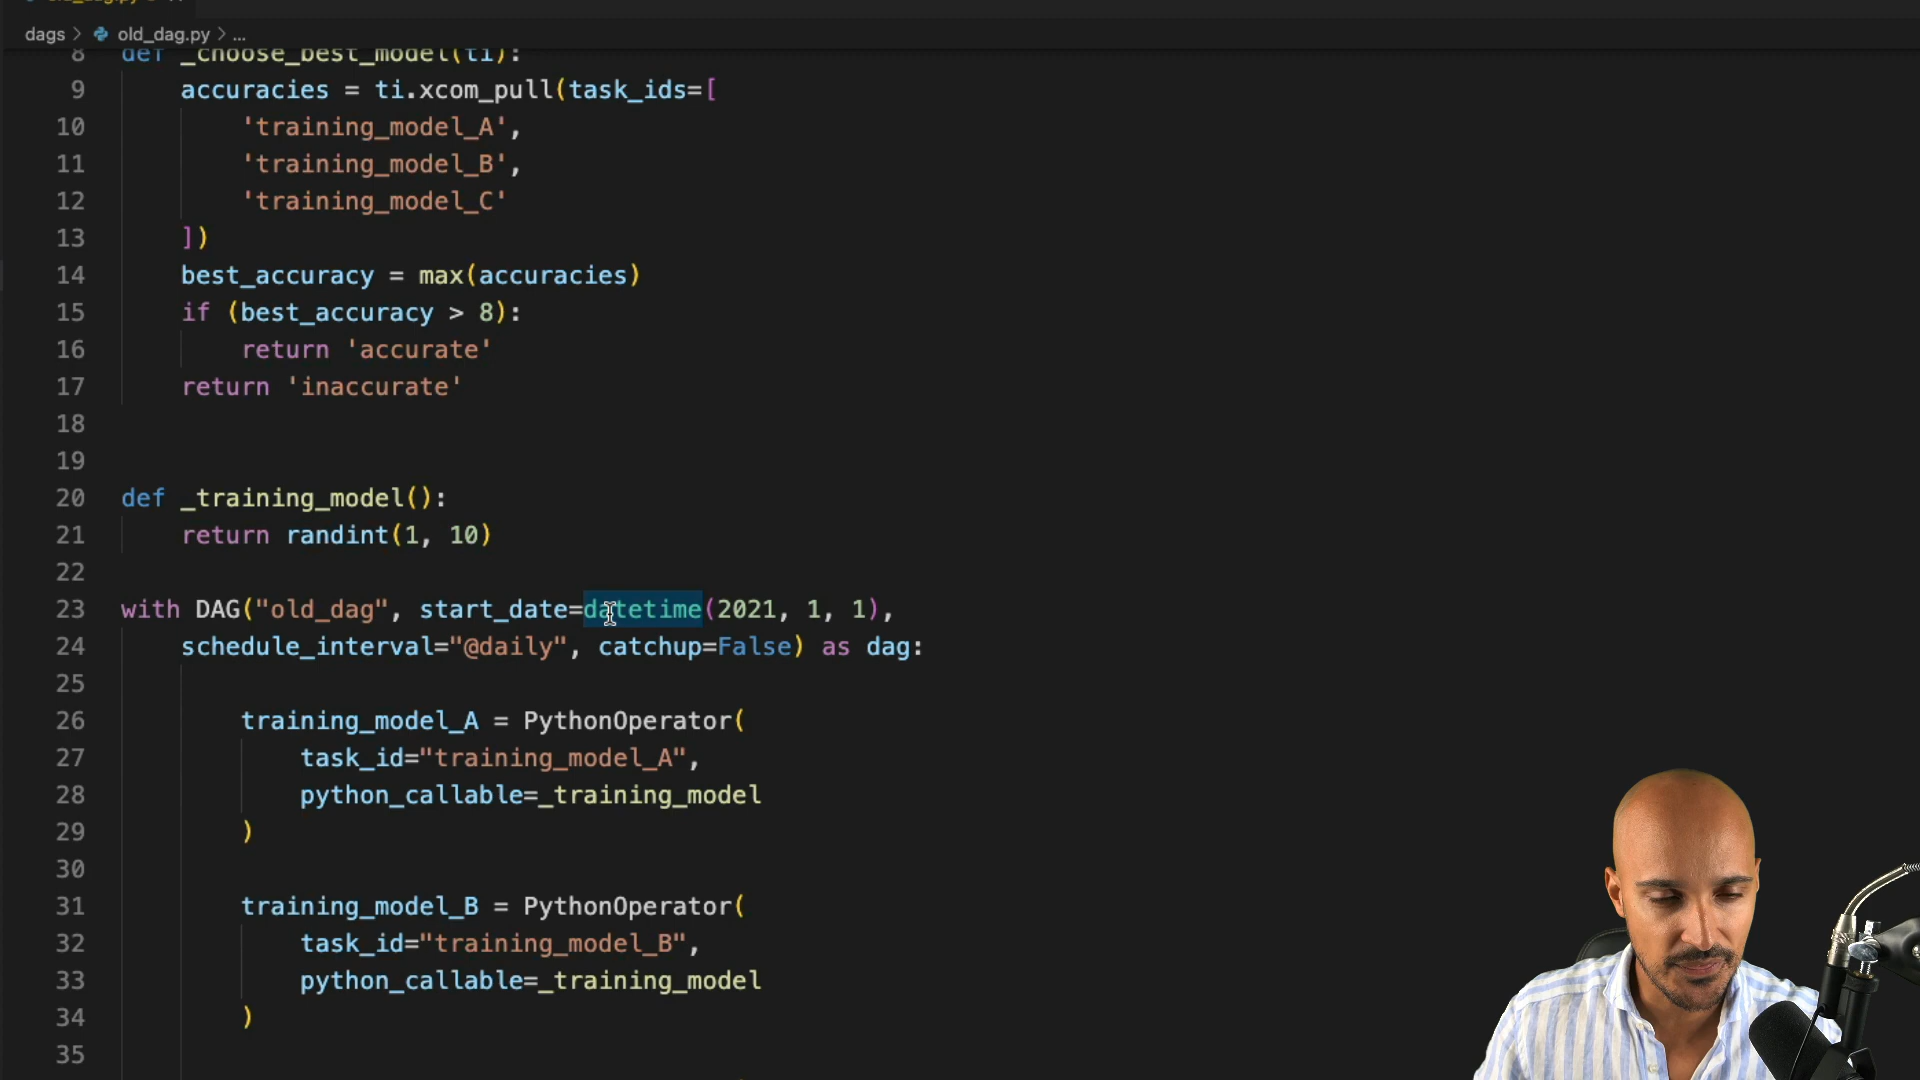 dags > old_dag.py > ...
8 def _choose_best_model(ti):
9 accuracies = ti.xcom_pull(task_ids=[
10 'training_model_A',
11 'training_model_B',
12 'training_model_C'
13 ])
14 best_accuracy = max(accuracies)
15 if (best_accuracy > 8):
16 return 'accurate'
17 return 'inaccurate'
18
19
20 def _training_model():
21 return randint(1, 10)
22
23 with DAG("old_dag", start_date=datetime(2021, 1, 1),
24 schedule_interval="@daily", catchup=False) as dag:
25
26 training_model_A = PythonOperator(
27 task_id="training_model_A",
28 python_callable=_training_model
29 )
30
31 training_model_B = PythonOperator(
32 task_id="training_model_B",
33 python_callable=_training_model
34 )
35